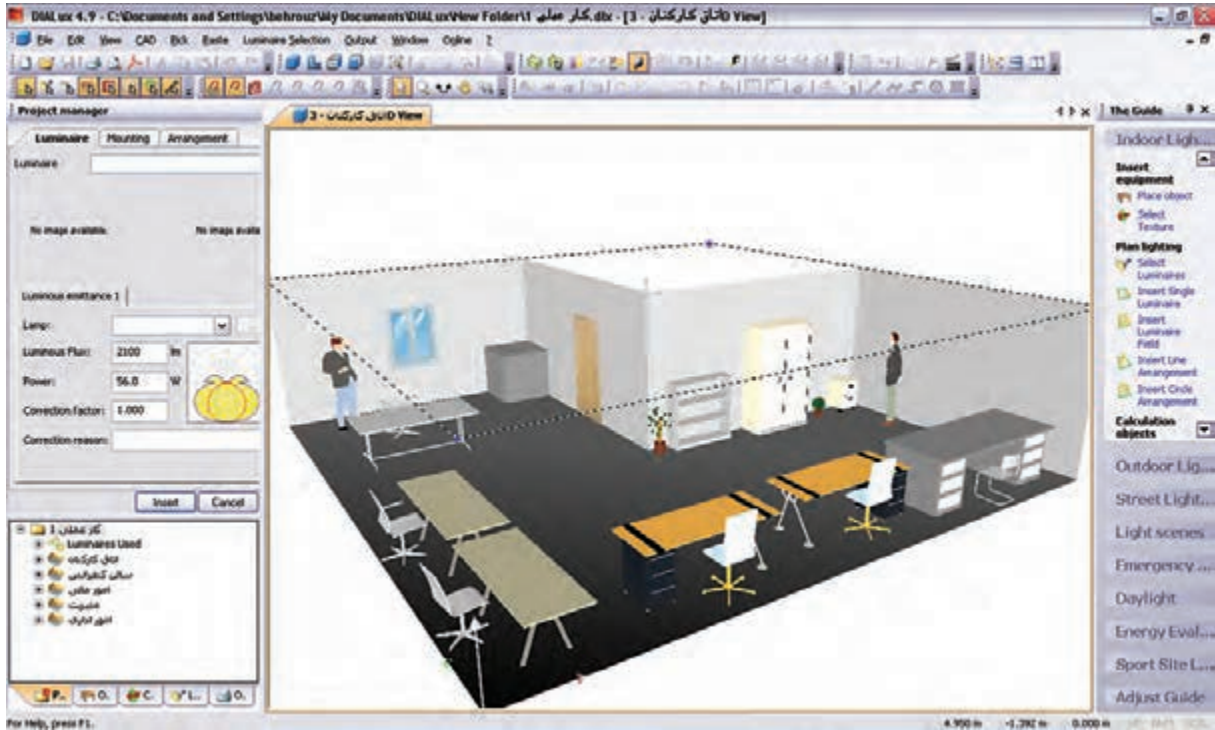 DIALux 4.9 - C:\Documents and Settings\behrouz\My Documents\DIALux\New Folder\1 کار عملی.dlx - [3 - اتاق کارکنانD View]
File Edit View CAD Pick Paste Luminaire Selection Output Window Online ?
Project manager
3 - اتاق کارکنانD View
The Guide
Luminaire Mounting Arrangement
Luminaire
No image available.
No image availa
Luminous emittance 1
Lamp:
Luminous Flux: 2100 lm
Power: 56.0 W
Correction factor: 1.000
Correction reason:
Insert Cancel
کار عملی 1
Luminaires Used
اتاق کارکنان
سالن کنفرانس
امور مالی
مدیریت
امور اداری
P. O. C. L. O.
Indoor Ligh...
Insert equipment
Place object
Select Texture
Plan lighting
Select Luminaires
Insert Single Luminaire
Insert Luminaire Field
Insert Line Arrangement
Insert Circle Arrangement
Calculation objects
Outdoor Lig...
Street Light...
Light scenes
Emergency ...
Daylight
Energy Eval...
Sport Site L...
Adjust Guide
For Help, press F1.
4.950 m -1.392 m 0.000 m